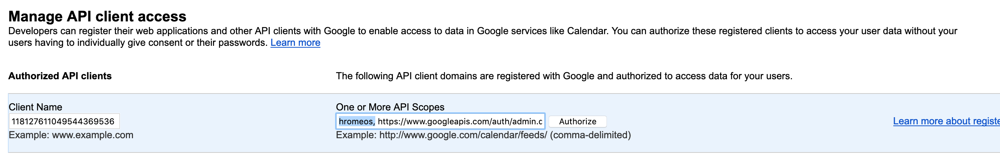 Manage API client access
Developers can register their web applications and other API clients with Google to enable access to data in Google services like Calendar. You can authorize these registered clients to access your user data without your
users having to individually give consent or their passwords. Learn more
Authorized API clients
The following API client domains are registered with Google and authorized to access data for your users.
Client Name
One or More API Scopes
118127611049544369536
hromeos, https://www.googleapis.com/auth/admin.c
Authorize
Learn more about registe
Example: www.example.com
Example: http://www.google.com/calendar/feeds/ (comma-delimited)